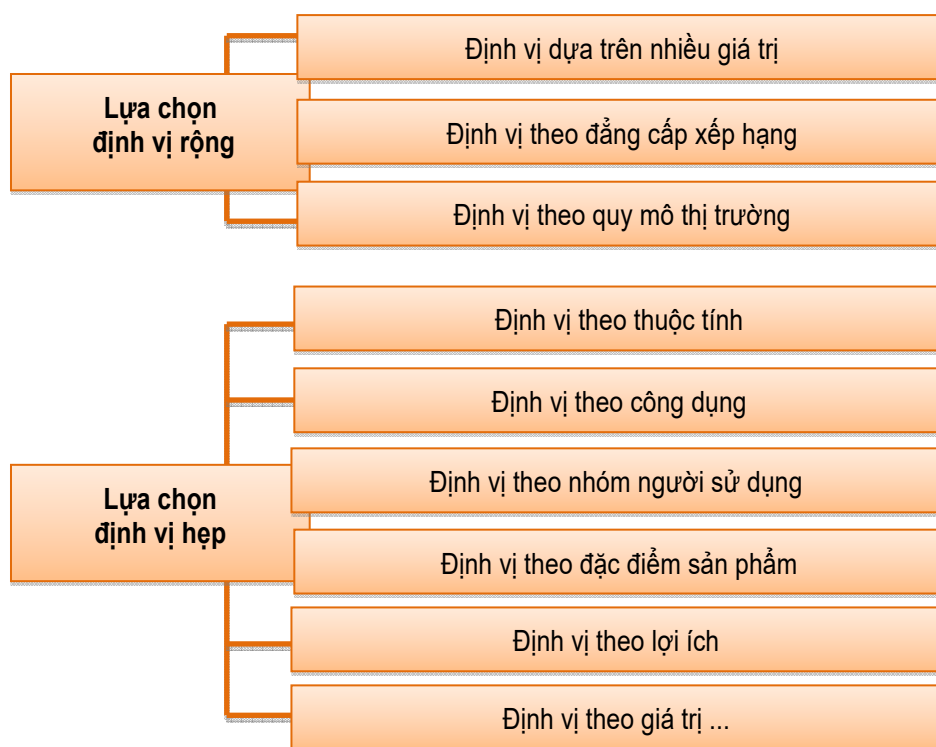 Lựa chọn
định vị rộng
Định vị dựa trên nhiều giá trị
Định vị theo đẳng cấp xếp hạng
Định vị theo quy mô thị trường
Lựa chọn
định vị hẹp
Định vị theo thuộc tính
Định vị theo công dụng
Định vị theo nhóm người sử dụng
Định vị theo đặc điểm sản phẩm
Định vị theo lợi ích
Định vị theo giá trị ...